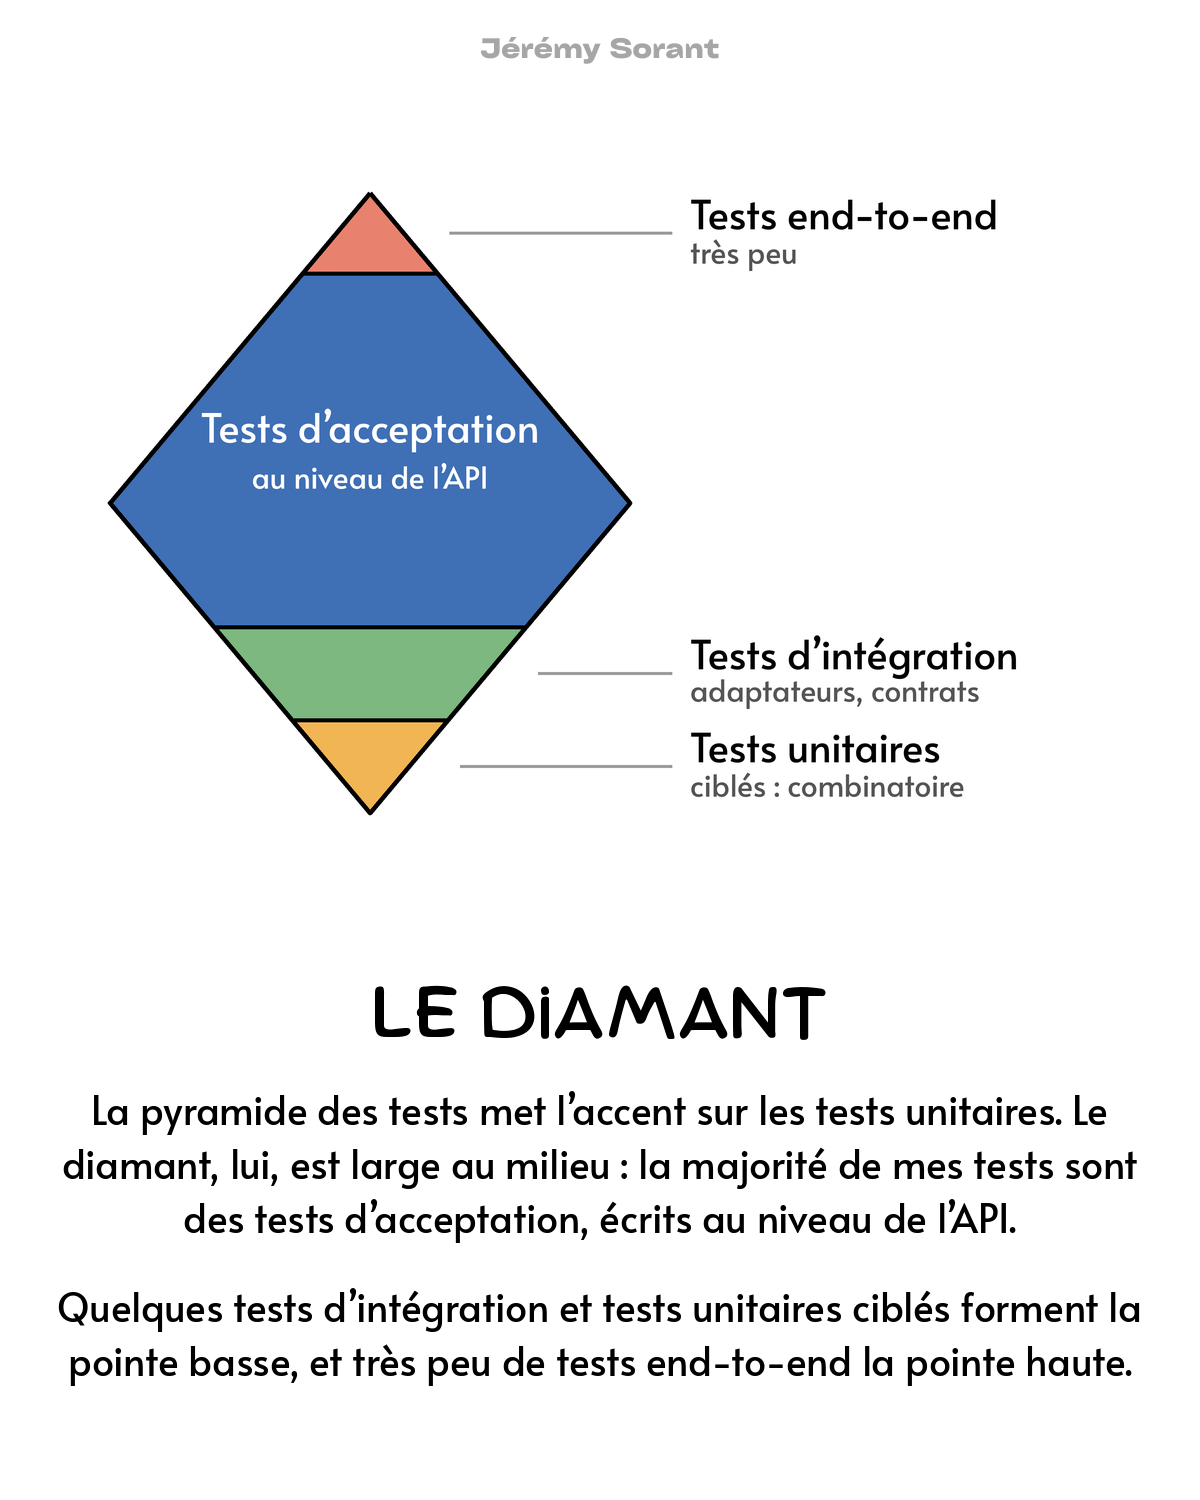 Jérémy Sorant
Tests end-to-end
très peu
Tests d’acceptation
au niveau de l’API
Tests d’intégration
adaptateurs, contrats
Tests unitaires
ciblés : combinatoire
LE DiAMANT
La pyramide des tests met l’accent sur les tests unitaires. Le
diamant, lui, est large au milieu : la majorité de mes tests sont
des tests d’acceptation, écrits au niveau de l’API.
Quelques tests d’intégration et tests unitaires ciblés forment la
pointe basse, et très peu de tests end-to-end la pointe haute.